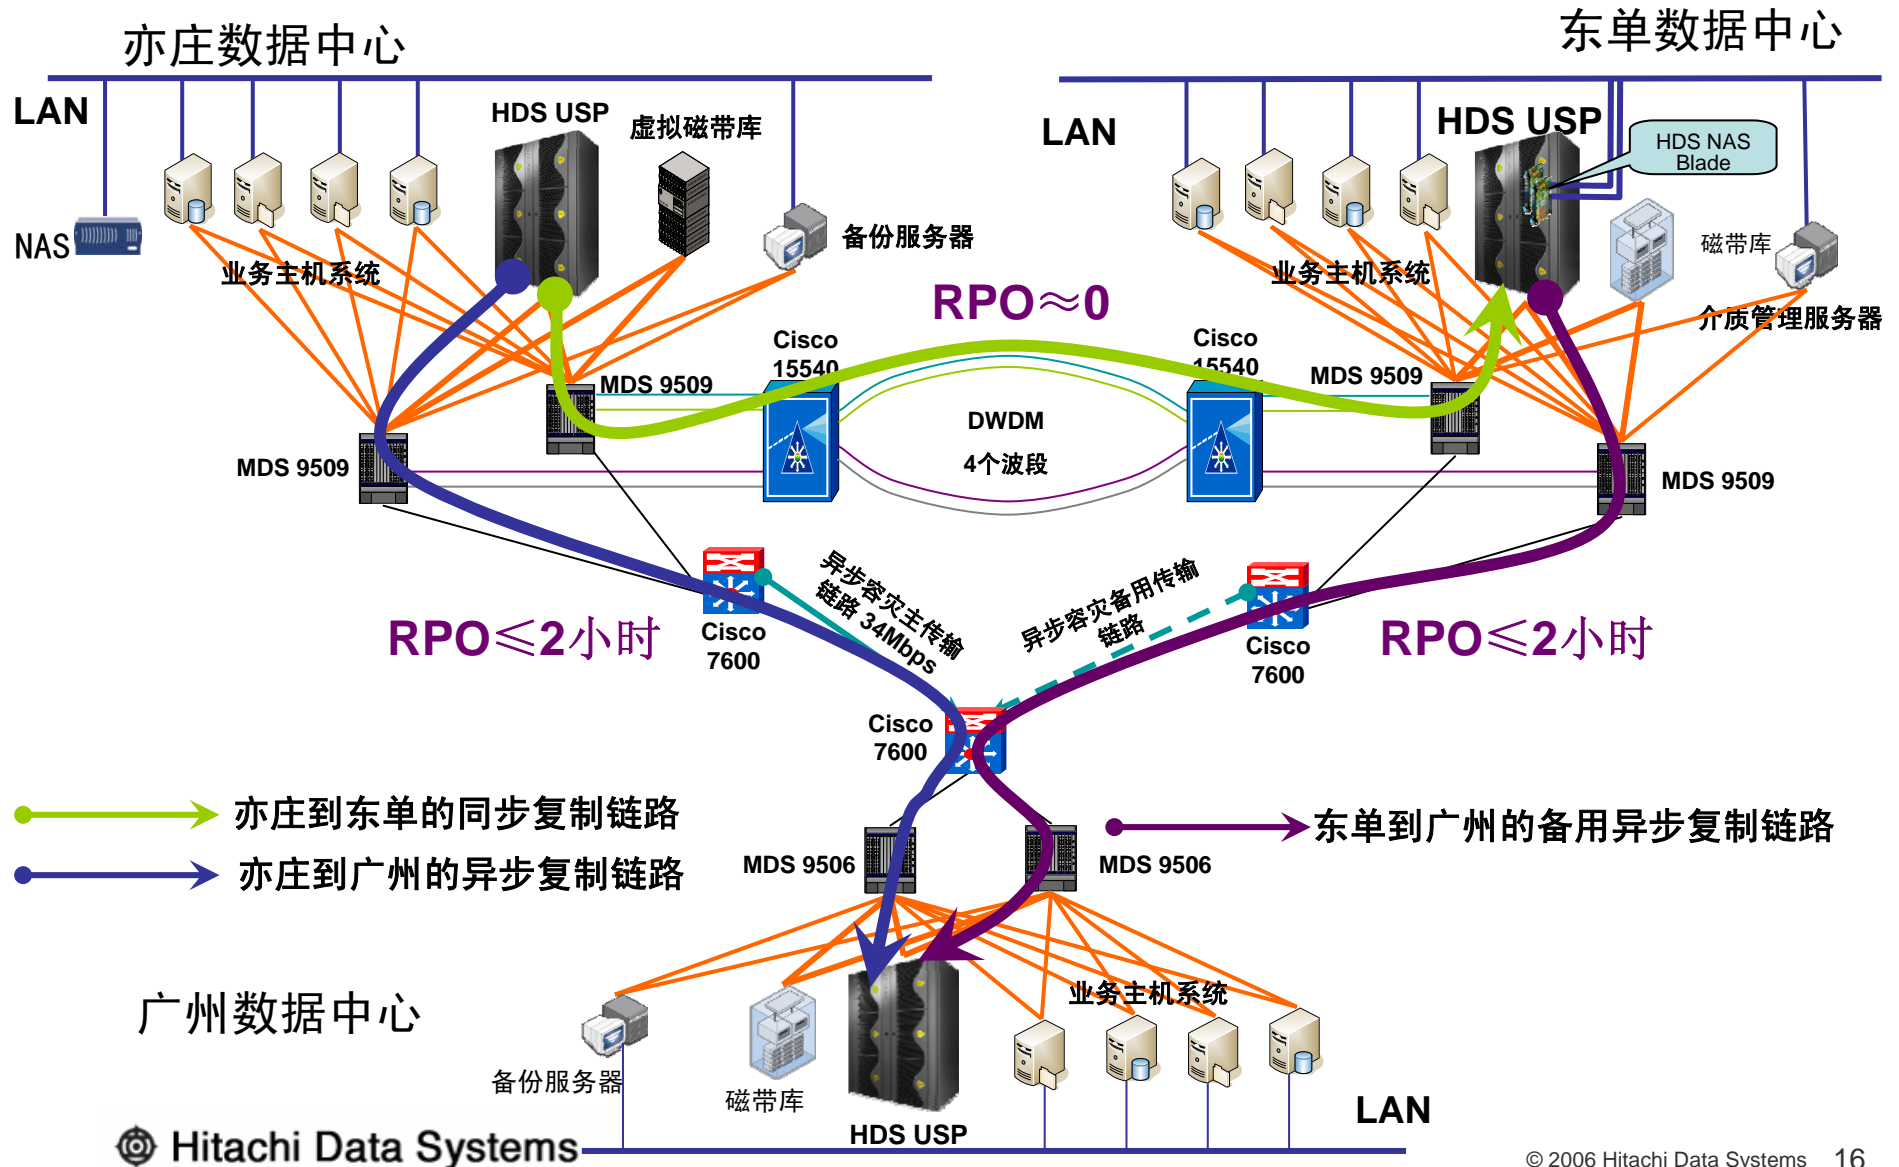 亦庄数据中心
东单数据中心
LAN
HDS USP
虚拟磁带库
LAN
HDS USP
HDS NAS
Blade
NAS
业务主机系统
备份服务器
业务主机系统
磁带库
介质管理服务器
RPO≈0
Cisco
15540
Cisco
15540
MDS 9509
MDS 9509
DWDM
4个波段
MDS 9509
MDS 9509
异步容灾主传输
链路 34Mbps
异步容灾备用传输
链路
RPO≤2小时
Cisco
7600
Cisco
7600
RPO≤2小时
Cisco
7600
亦庄到东单的同步复制链路
东单到广州的备用异步复制链路
亦庄到广州的异步复制链路
MDS 9506
MDS 9506
广州数据中心
业务主机系统
备份服务器
磁带库
HDS USP
LAN
Hitachi Data Systems
© 2006 Hitachi Data Systems 16